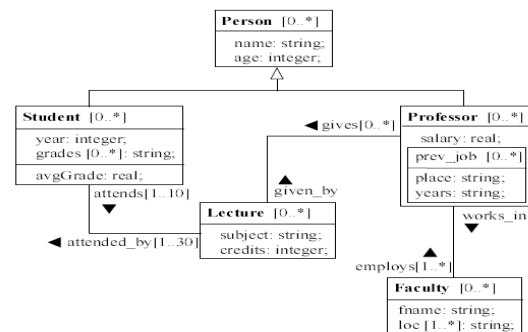 Person [0..*]
name: string;
age: integer;
Student [0..*]
year: integer;
grades [0..*]: string;
avgGrade: real;
attends[1..10]
attended_by[1..30]
gives[0..*]
given_by
Lecture [0..*]
subject: string;
credits: integer;
Professor [0..*]
salary: real;
prev_job [0..*]
place: string;
years: string;
works_in
employs[1..*]
Faculty [0..*]
fname: string;
loc [1..*]: string;